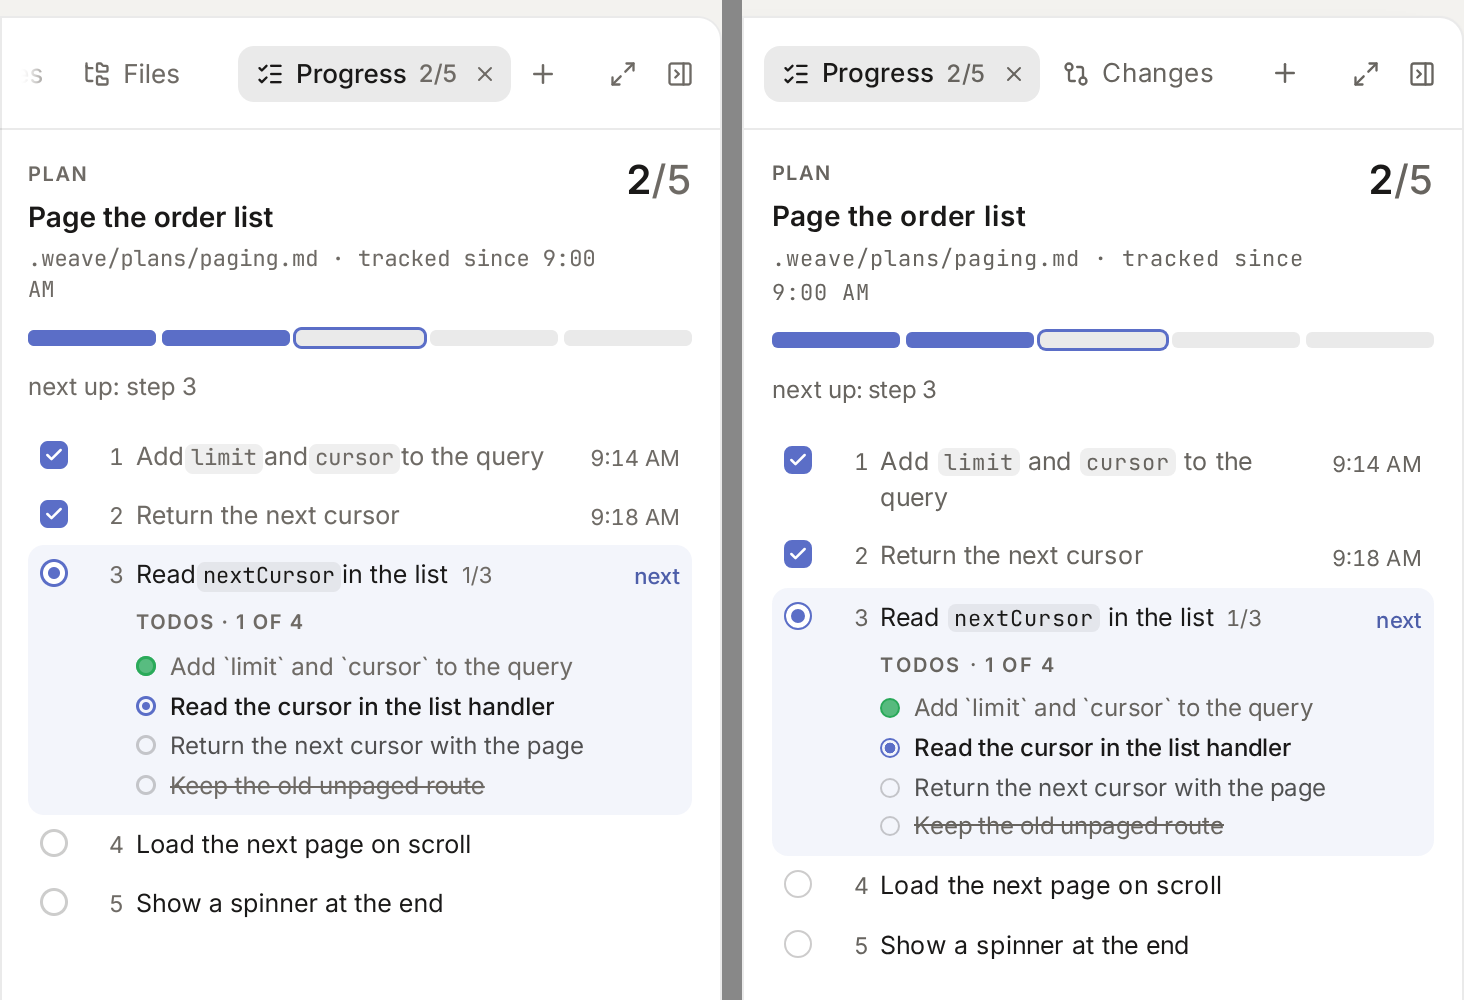 Files
Progress 2/5
PLAN
2/5
Page the order list
.weave/plans/paging.md · tracked since 9:00
AM
next up: step 3
1 Add limit and cursor to the query 9:14 AM
2 Return the next cursor 9:18 AM
3 Read nextCursor in the list 1/3 next
TODOS · 1 OF 4
Add `limit` and `cursor` to the query
Read the cursor in the list handler
Return the next cursor with the page
Keep the old unpaged route
4 Load the next page on scroll
5 Show a spinner at the end
Progress 2/5
Changes
PLAN
2/5
Page the order list
.weave/plans/paging.md · tracked since
9:00 AM
next up: step 3
1 Add limit and cursor to the 9:14 AM
query
2 Return the next cursor 9:18 AM
3 Read nextCursor in the list 1/3 next
TODOS · 1 OF 4
Add `limit` and `cursor` to the query
Read the cursor in the list handler
Return the next cursor with the page
Keep the old unpaged route
4 Load the next page on scroll
5 Show a spinner at the end